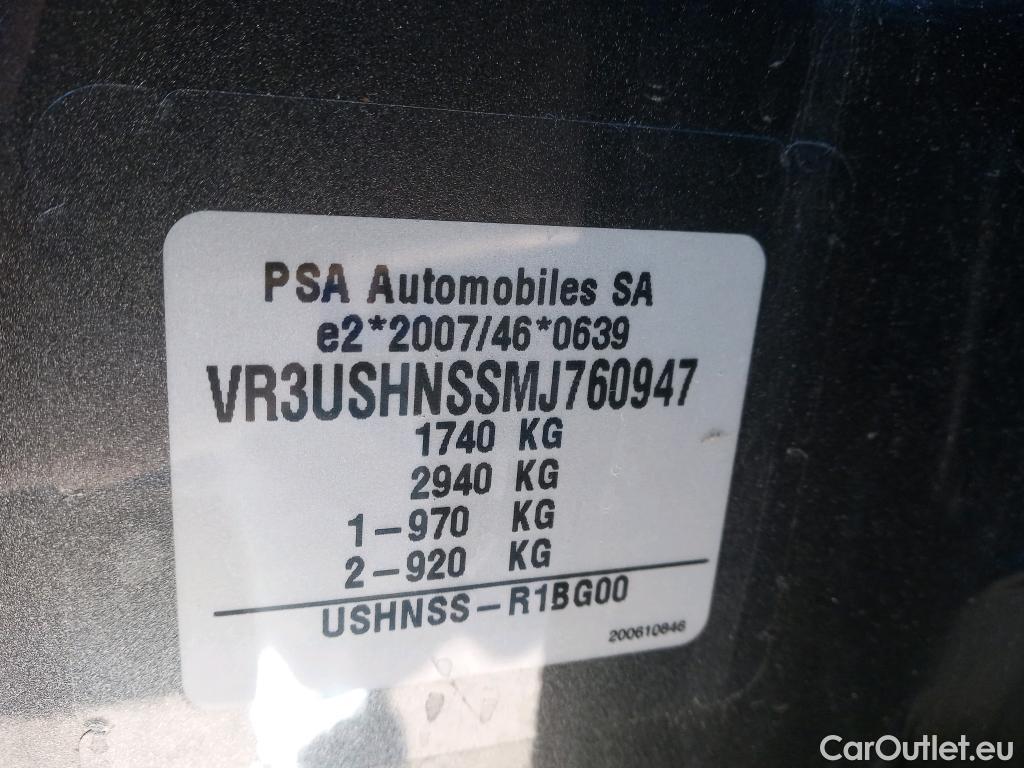 PSA Automobiles SA
e2*2007/46*0639
VR3USHNSSMJ760947
1740 KG
2940 KG
1-970 KG
2-920 KG
USHNSS-R1BG00
200610846
CarOutlet.eu